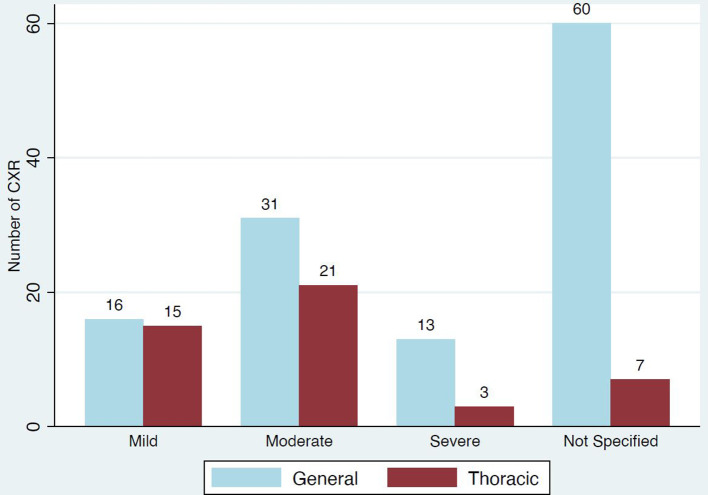 60
60
40
31
Number of CXR
21
20
16
15
13
7
3
0
Mild
Moderate
Severe
Not Specified
General
Thoracic